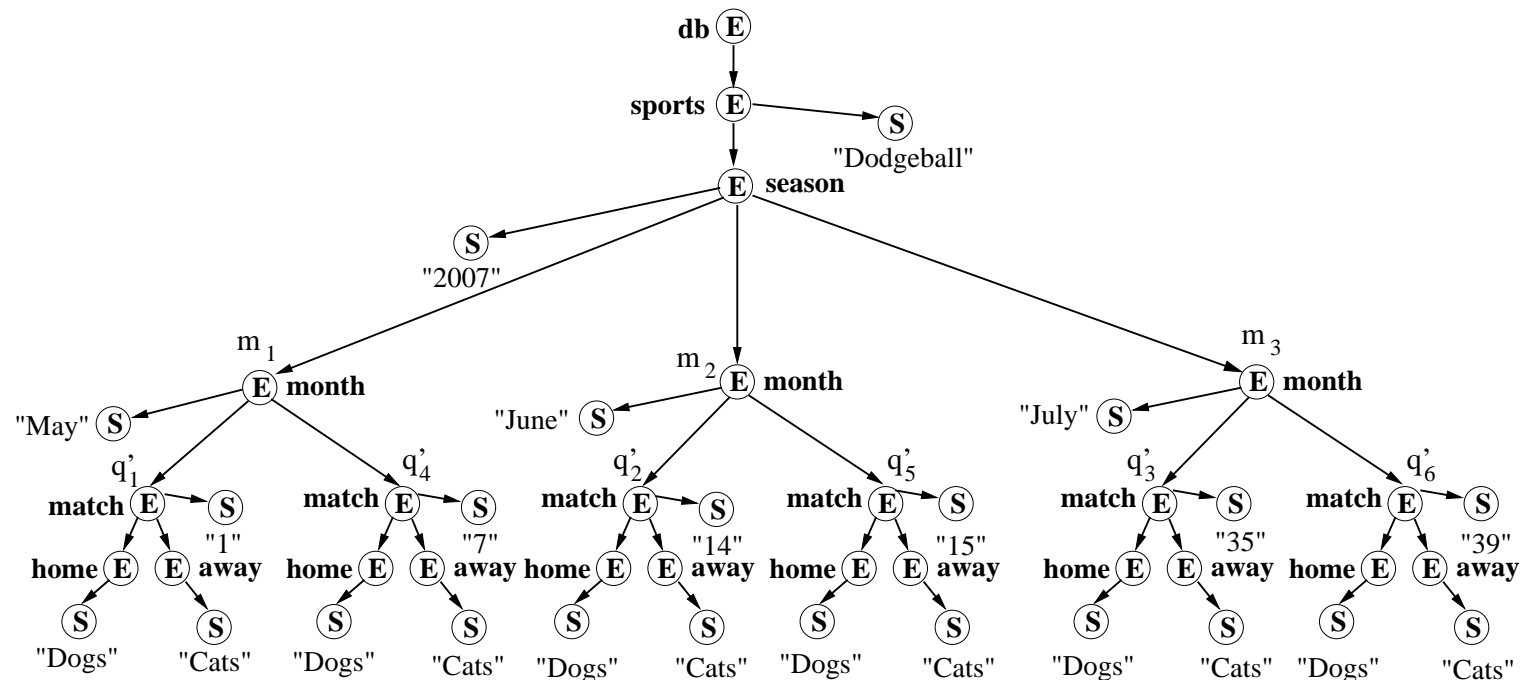 db E
sports E
S
"Dodgeball"
E season
S
"2007"
m 1
m 2
m 3
E month
E month
E month
"May" S
"June" S
"July" S
q'1
q'4
q'2
q'5
q'3
q'6
match E S
match E S
match E S
match E S
match E S
match E S
"1"
"7"
"14"
"15"
"35"
"39"
home E E away
home E E away
home E E away
home E E away
home E E away
home E E away
S S
S S
S S
S S
S S
S S
"Dogs" "Cats"
"Dogs" "Cats"
"Dogs" "Cats"
"Dogs" "Cats"
"Dogs" "Cats"
"Dogs" "Cats"